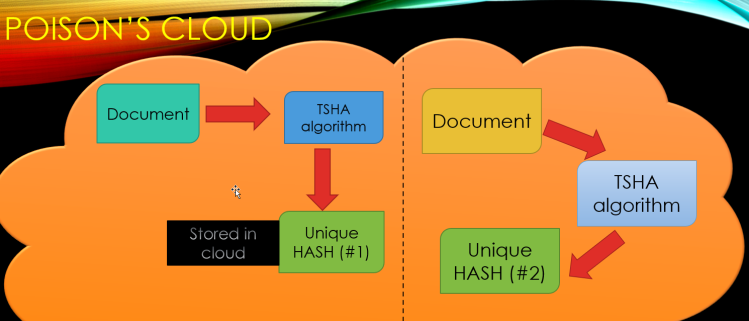 POISON'S CLOUD
Document
TSHA
algorithm
Stored in
cloud
Unique
HASH (#1)
Document
TSHA
algorithm
Unique
HASH (#2)